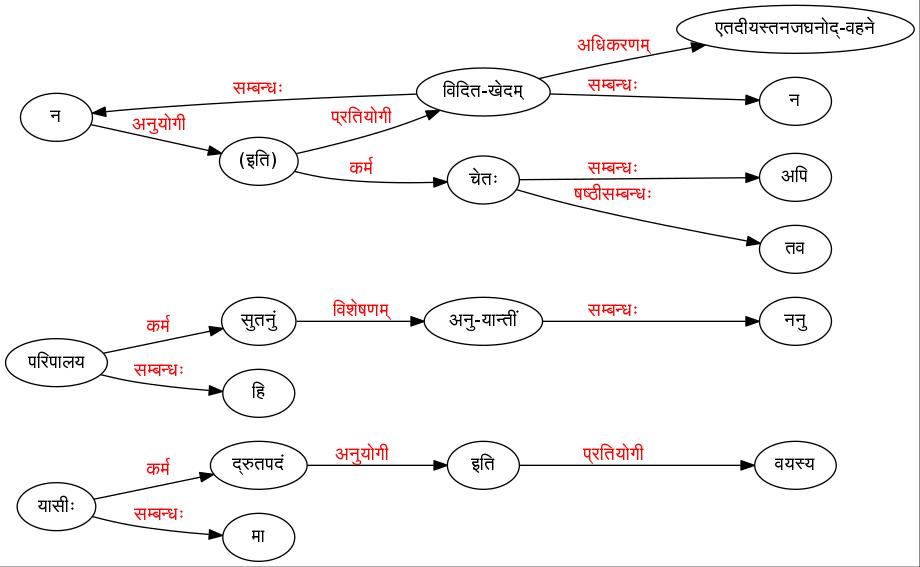 एतदीयस्तनजघनोद्-वहने
अधिकरणम्
सम्बन्धः
विदित-खेदम्
सम्बन्धः
न
न
अनुयोगी
प्रतियोगी
(इति)
कर्म
चेतः
सम्बन्धः
अपि
षष्ठीसम्बन्धः
तव
सुतनुं
विशेषणम्
अनु-यान्तीं
सम्बन्धः
ननु
कर्म
परिपालय
सम्बन्धः
हि
द्रुतपदं
अनुयोगी
इति
प्रतियोगी
वयस्य
कर्म
यासीः
सम्बन्धः
मा